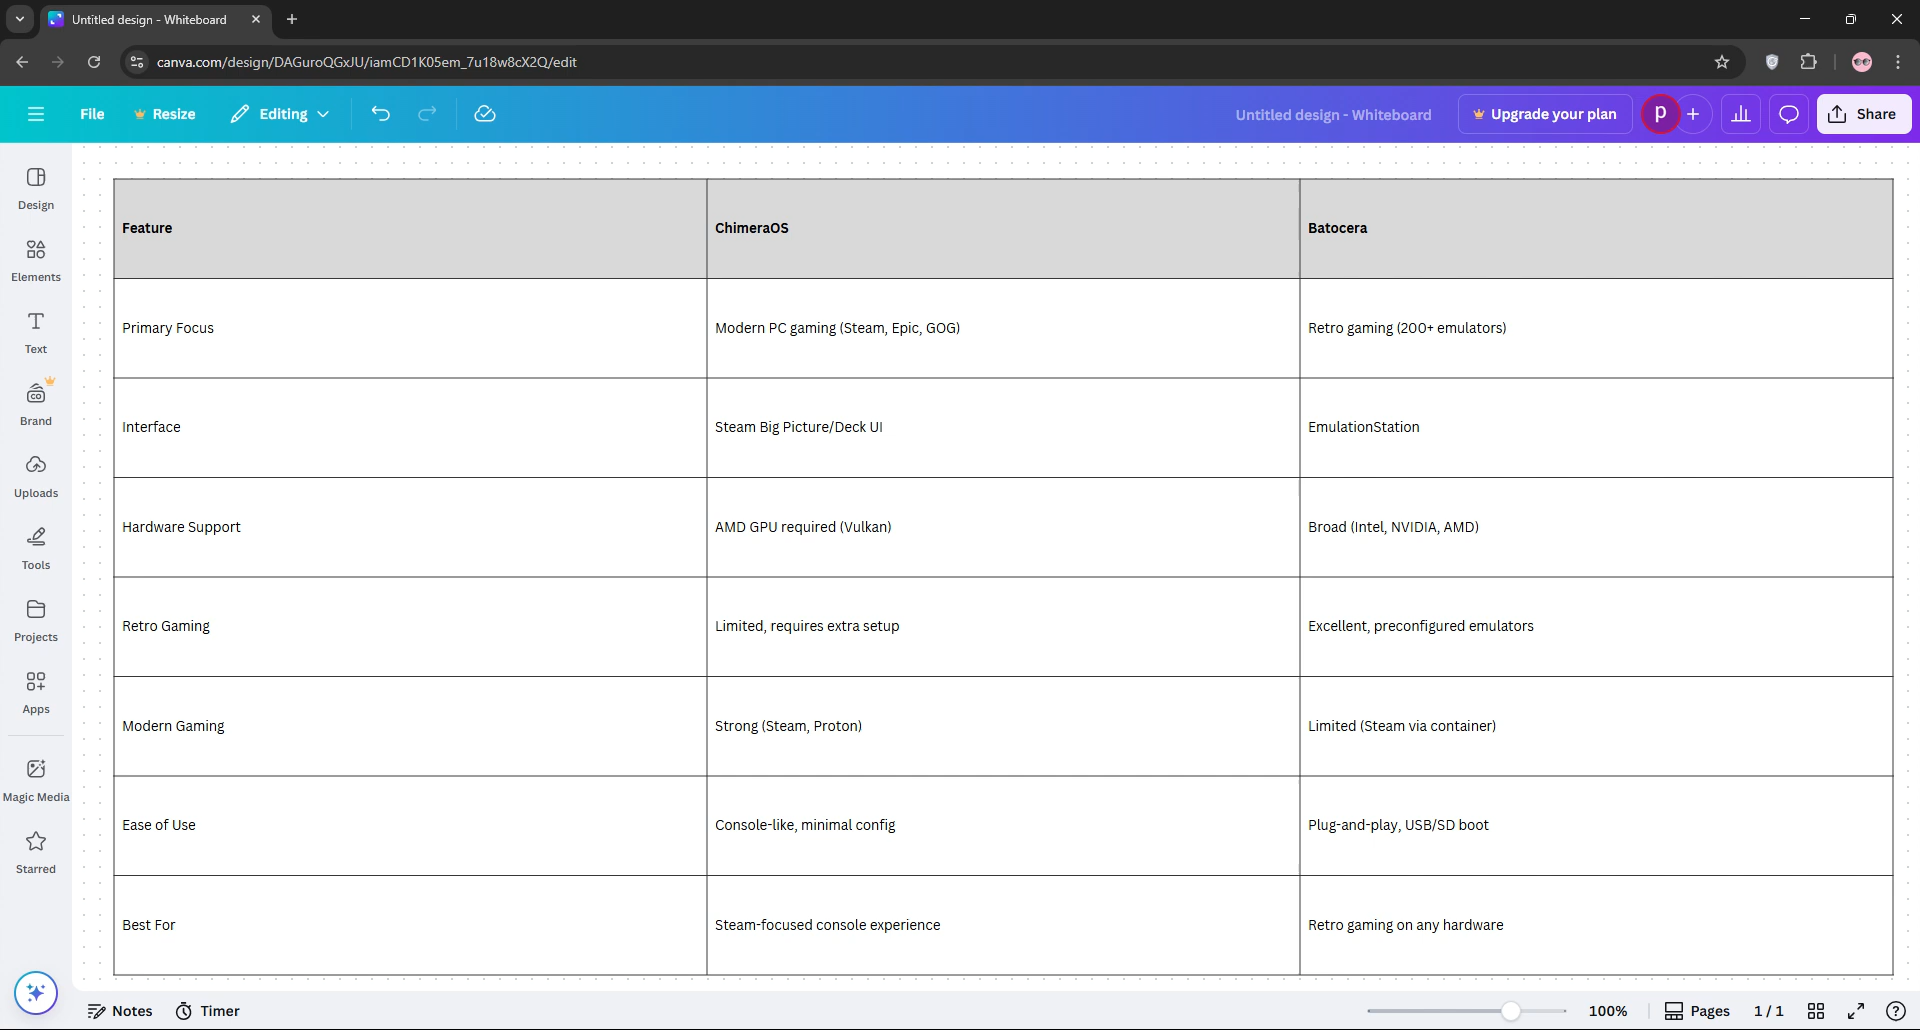 Untitled design - Whiteboard
canva.com/design/DAGuroQGxJU/iamCD1K05em_7u18w8cX2Q/edit
File Resize Editing Untitled design - Whiteboard Upgrade your plan P Share
Design
Elements
Text
CO
Brand
Uploads
Tools
Projects
Apps
Magic Media
Starred
Feature ChimeraOS Batocera
Primary Focus Modern PC gaming (Steam, Epic, GOG) Retro gaming (200+ emulators)
Interface Steam Big Picture/Deck UI EmulationStation
Hardware Support AMD GPU required (Vulkan) Broad (Intel, NVIDIA, AMD)
Retro Gaming Limited, requires extra setup Excellent, preconfigured emulators
Modern Gaming Strong (Steam, Proton) Limited (Steam via container)
Ease of Use Console-like, minimal config Plug-and-play, USB/SD boot
Best For Steam-focused console experience Retro gaming on any hardware
Notes Timer 100% Pages 1 / 1